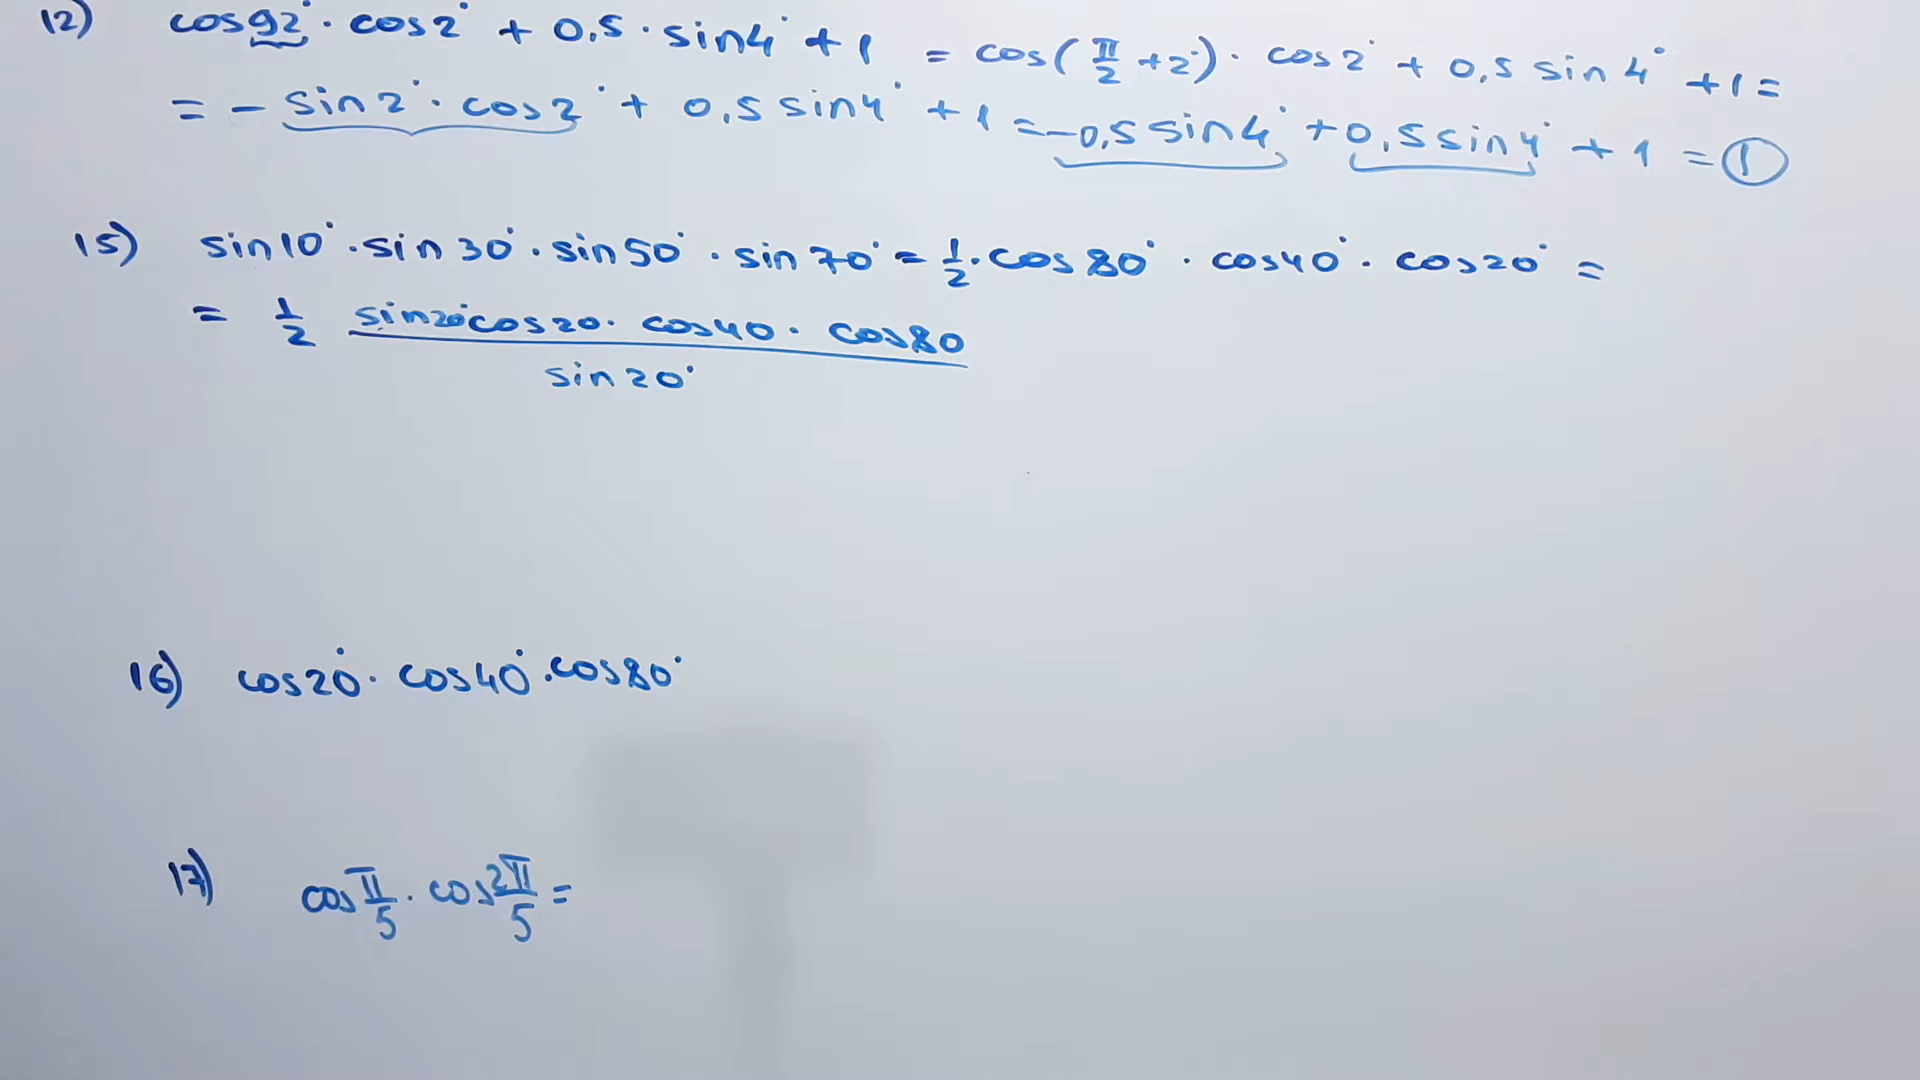 12) cos92° · cos2° + 0,5 · sin4° + 1 = cos(π/2 + 2°) · cos2° + 0,5 sin4° + 1 =
= - sin2° · cos2° + 0,5 sin4° + 1 = -0,5 sin4° + 0,5 sin4° + 1 = 1
15) sin10° · sin30° · sin50° · sin70° = 1/2 · cos80° · cos40° · cos20° =
= 1/2 sin20° cos20 · cos40 · cos80 / sin20°
16) cos20° · cos40° · cos80°
17) cos π/5 · cos 2π/5 =